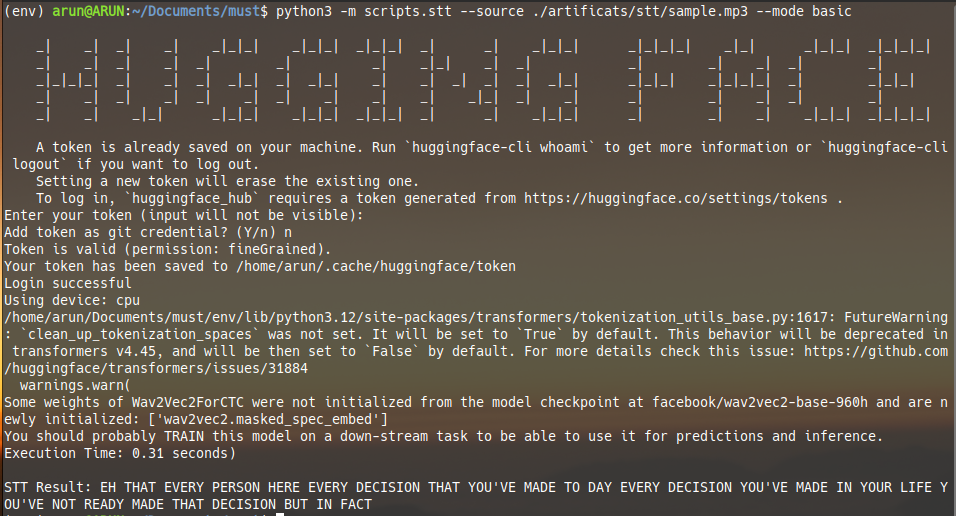 (env) arun@ARUN:~/Documents/must$ python3 -m scripts.stt --source ./artificats/stt/sample.mp3 --mode basic
HUGGING FACE
A token is already saved on your machine. Run `huggingface-cli whoami` to get more information or `huggingface-cli
logout` if you want to log out.
Setting a new token will erase the existing one.
To log in, `huggingface_hub` requires a token generated from https://huggingface.co/settings/tokens .
Enter your token (input will not be visible):
Add token as git credential? (Y/n) n
Token is valid (permission: fineGrained).
Your token has been saved to /home/arun/.cache/huggingface/token
Login successful
Using device: cpu
/home/arun/Documents/must/env/lib/python3.12/site-packages/transformers/tokenization_utils_base.py:1617: FutureWarning
: `clean_up_tokenization_spaces` was not set. It will be set to `True` by default. This behavior will be deprecated in
transformers v4.45, and will be then set to `False` by default. For more details check this issue: https://github.com
/huggingface/transformers/issues/31884
warnings.warn(
Some weights of Wav2Vec2ForCTC were not initialized from the model checkpoint at facebook/wav2vec2-base-960h and are n
ewly initialized: ['wav2vec2.masked_spec_embed']
You should probably TRAIN this model on a down-stream task to be able to use it for predictions and inference.
Execution Time: 0.31 seconds)
STT Result: EH THAT EVERY PERSON HERE EVERY DECISION THAT YOU'VE MADE TO DAY EVERY DECISION YOU'VE MADE IN YOUR LIFE Y
OU'VE NOT READY MADE THAT DECISION BUT IN FACT